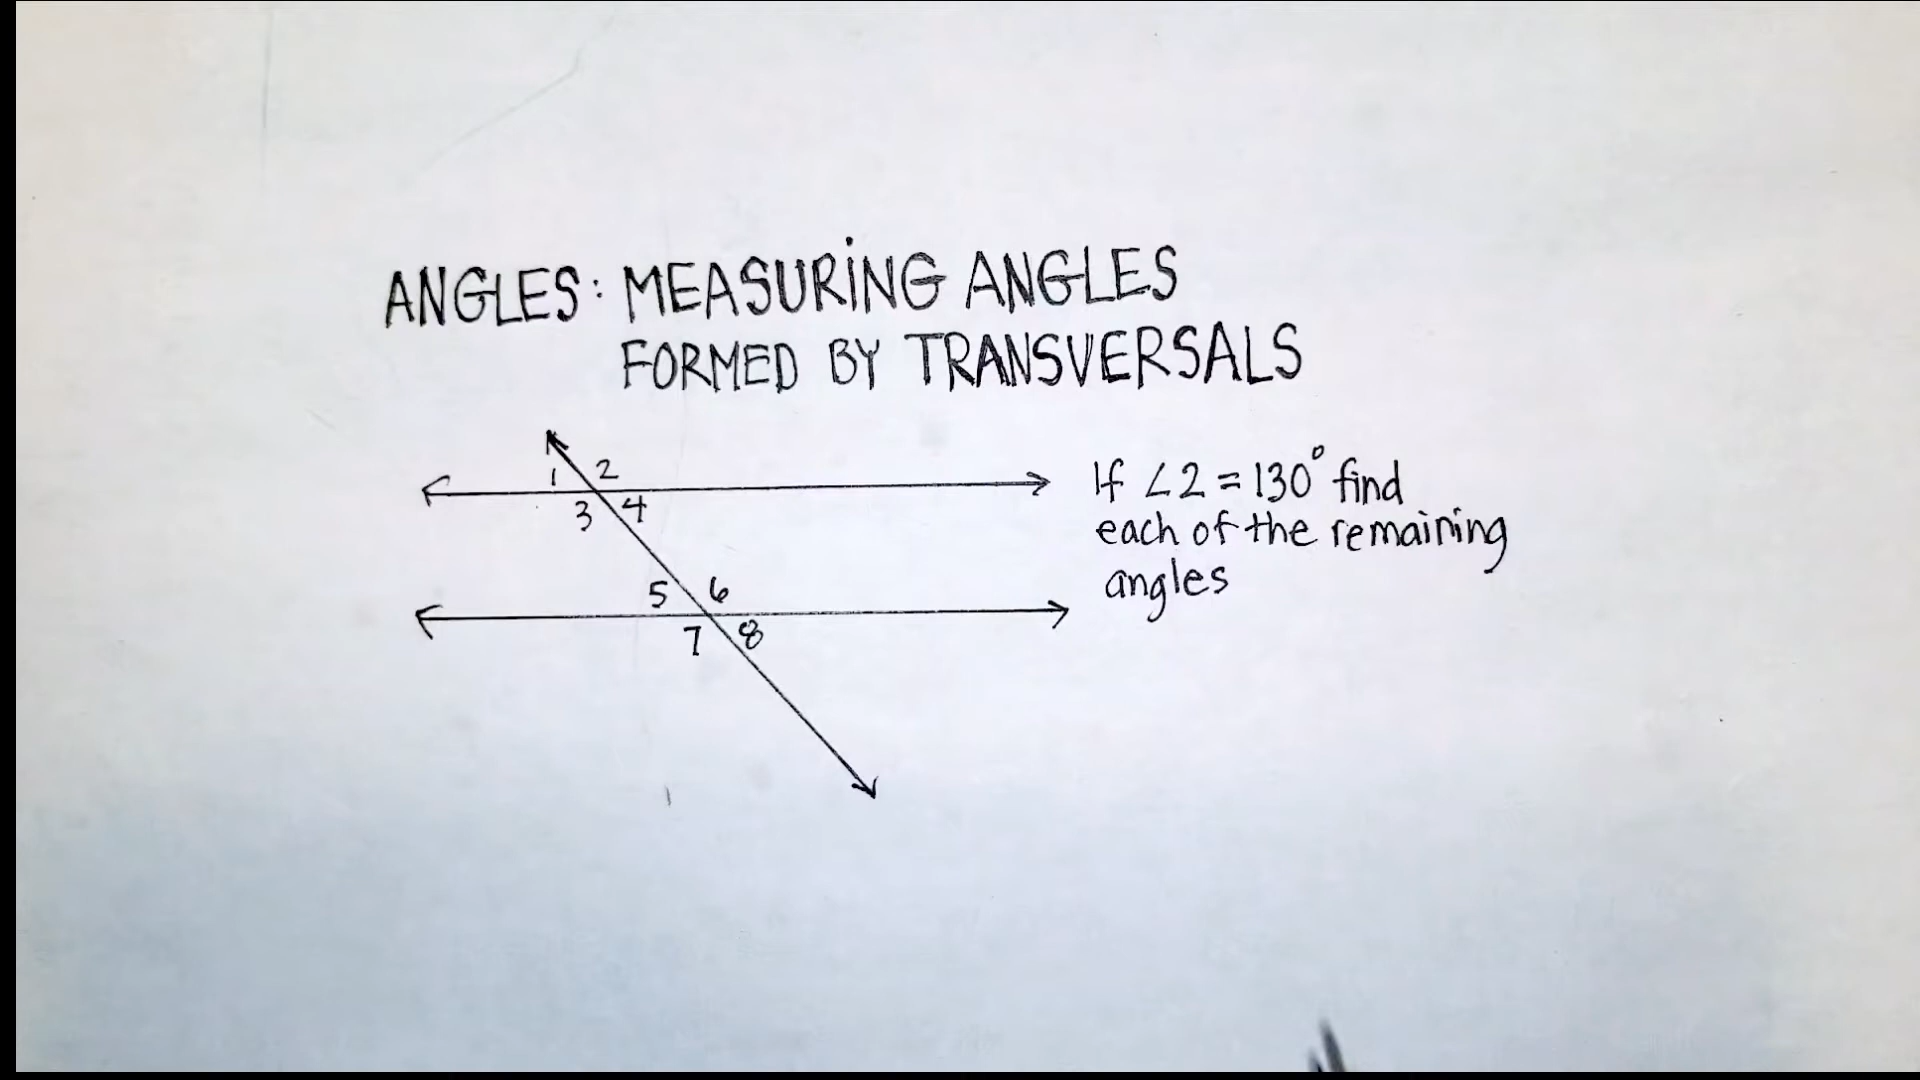 ANGLES: MEASURING ANGLES
FORMED BY TRANSVERSALS
1 2
3 4
5 6
7 8
If ∠2 = 130° find
each of the remaining
angles